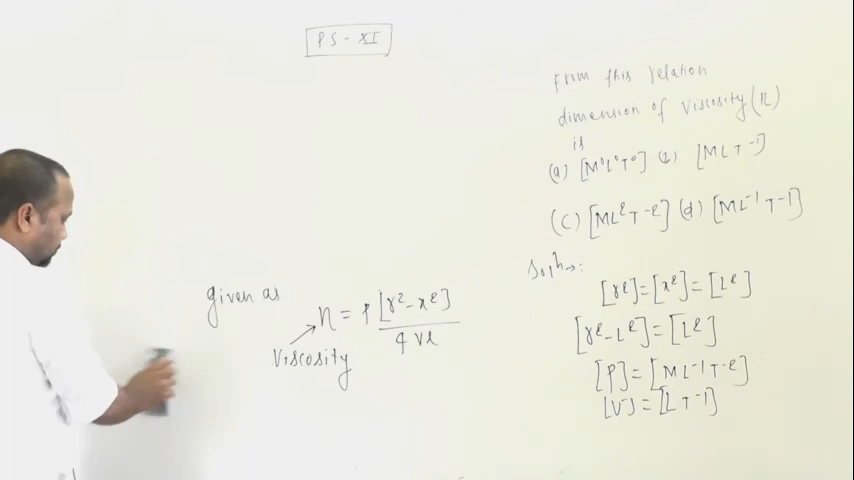 PS-XI
From this relation
dimension of Viscosity (η)
is
(a) [M⁰L⁰T⁰] (b) [MLT⁻¹]
(c) [ML²T⁻²] (d) [ML⁻¹T⁻¹]
Soln→:
[r²]=[x²]=[L²]
[r²-L²]=[L²]
[P]=[ML⁻¹T⁻²]
[V]=[LT⁻¹]
given as
η = P[r²-x²]
4vl
Viscosity